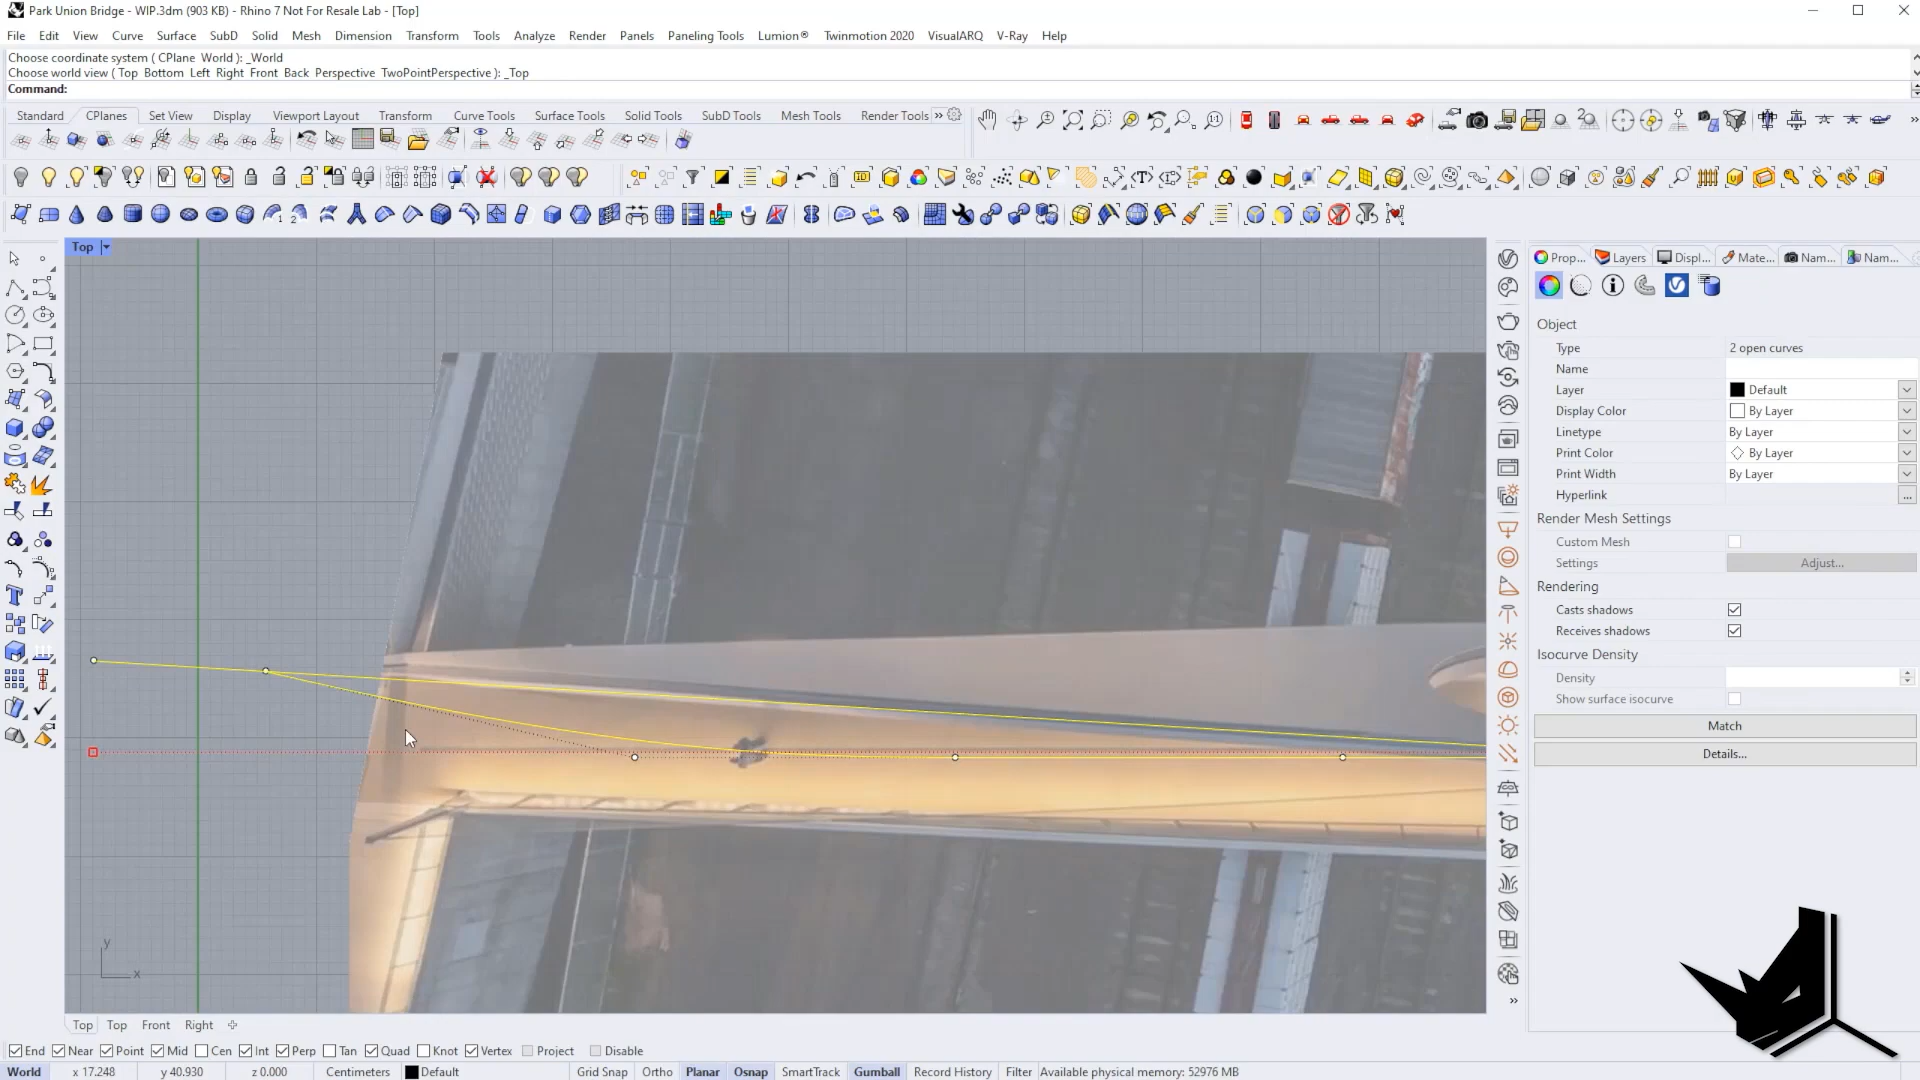 Park Union Bridge - WIP.3dm (903 KB) - Rhino 7 Not For Resale Lab - [Top]
File Edit View Curve Surface SubD Solid Mesh Dimension Transform Tools Analyze Render Panels Paneling Tools Lumion® Twinmotion 2020 VisualARQ V-Ray Help
Choose coordinate system ( CPlane World ): _World
Choose world view ( Top Bottom Left Right Front Back Perspective TwoPointPerspective ): _Top
Command:
Standard CPlanes Set View Display Viewport Layout Transform Curve Tools Surface Tools Solid Tools SubD Tools Mesh Tools Render Tools »
Top
Prop... Layers Displ... Mate... Nam... Nam...
Object
Type 2 open curves
Name
Layer Default
Display Color By Layer
Linetype By Layer
Print Color By Layer
Print Width By Layer
Hyperlink ...
Render Mesh Settings
Custom Mesh
Settings Adjust...
Rendering
Casts shadows
Receives shadows
Isocurve Density
Density
Show surface isocurve
Match
Details...
y
x
Top Top Front Right
End Near Point Mid Cen Int Perp Tan Quad Knot Vertex Project Disable
World x 17.248 y 40.930 z 0.000 Centimeters Default Grid Snap Ortho Planar Osnap SmartTrack Gumball Record History Filter Available physical memory: 52976 MB